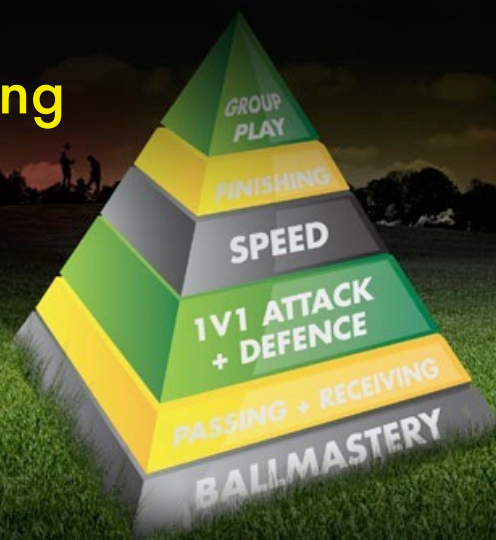 ng
GROUP
PLAY
FINISHING
SPEED
1V1 ATTACK
+ DEFENCE
PASSING + RECEIVING
BALLMASTERY